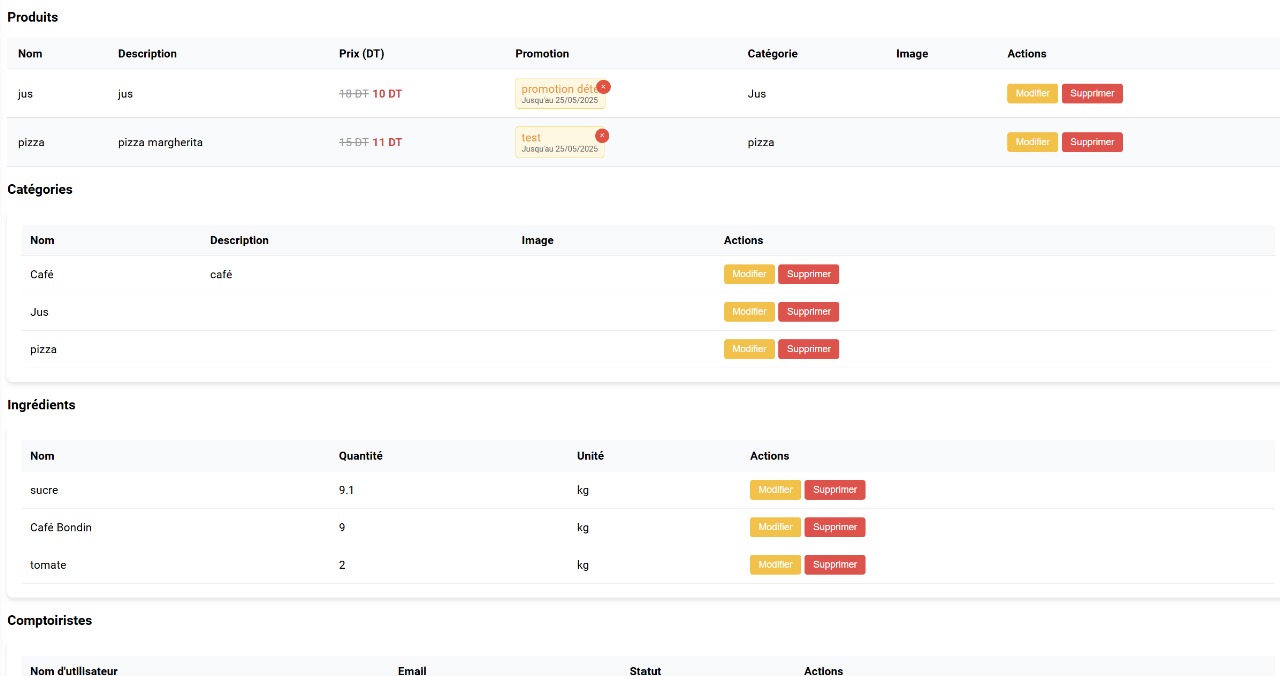 Produits
Nom Description Prix (DT) Promotion Catégorie Image Actions
jus jus 18 DT 10 DT promotion déte × Jus Modifier Supprimer
Jusqu'au 25/05/2025
pizza pizza margherita 15 DT 11 DT test × pizza Modifier Supprimer
Jusqu'au 25/05/2025
Catégories
Nom Description Image Actions
Café café Modifier Supprimer
Jus Modifier Supprimer
pizza Modifier Supprimer
Ingrédients
Nom Quantité Unité Actions
sucre 9.1 kg Modifier Supprimer
Café Bondin 9 kg Modifier Supprimer
tomate 2 kg Modifier Supprimer
Comptoiristes
Nom d'utilisateur Email Statut Actions